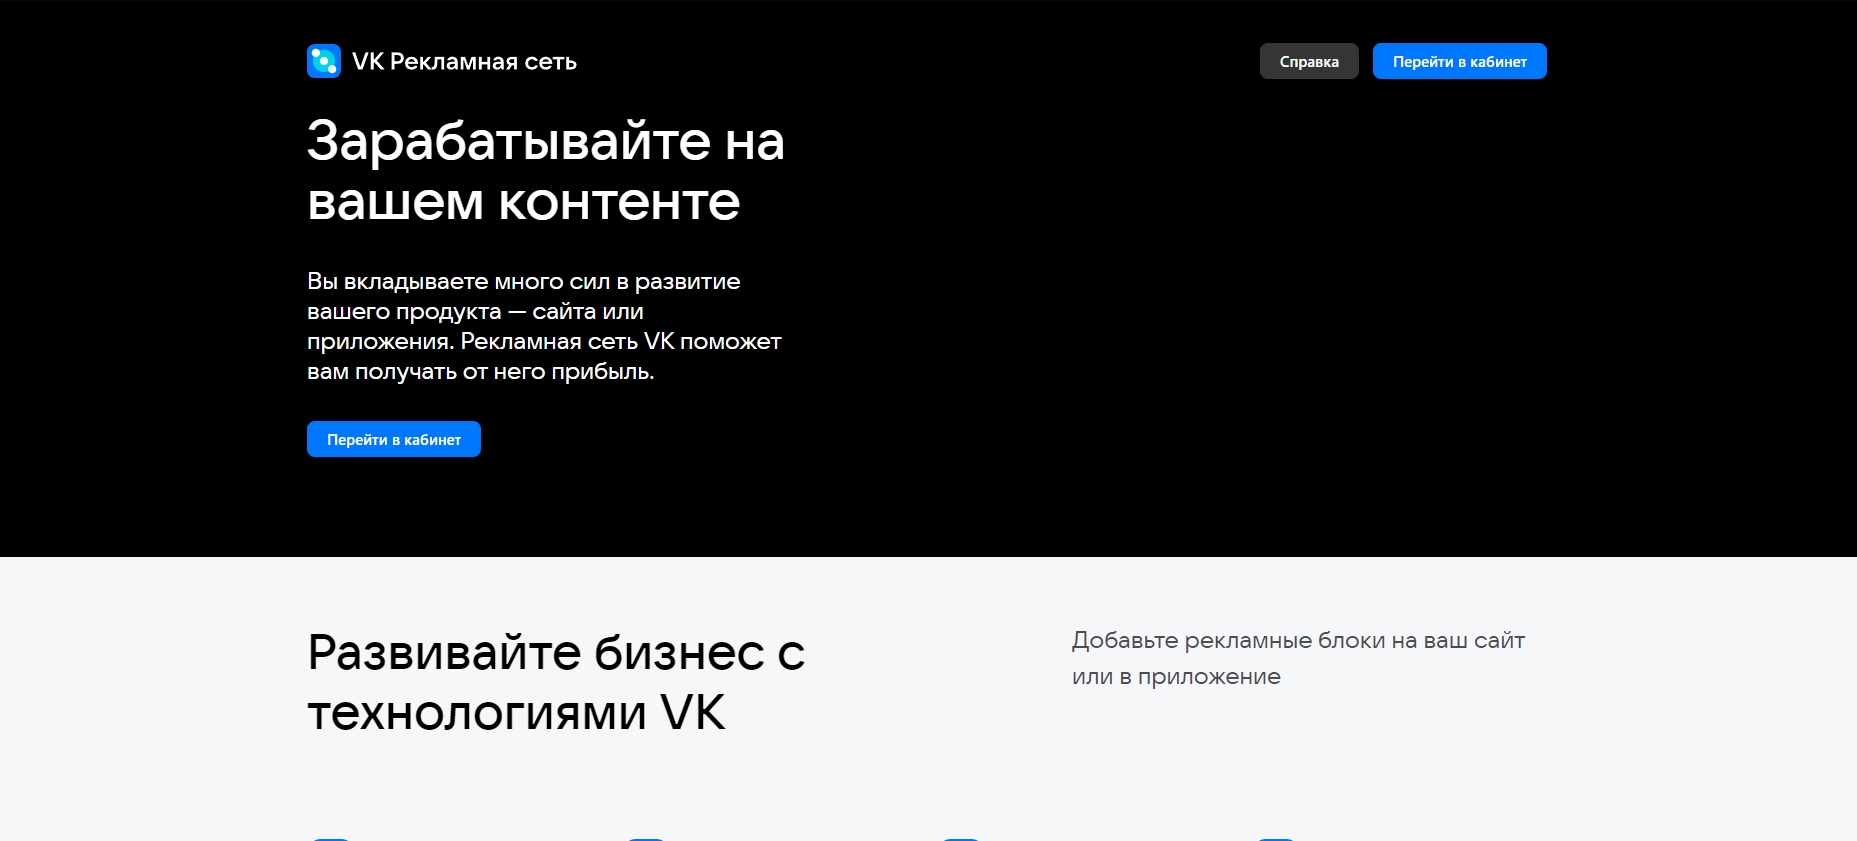 VK Рекламная сеть
Справка
Перейти в кабинет
Зарабатывайте на
вашем контенте
Вы вкладываете много сил в развитие
вашего продукта — сайта или
приложения. Рекламная сеть VK поможет
вам получать от него прибыль.
Перейти в кабинет
Развивайте бизнес с
технологиями VK
Добавьте рекламные блоки на ваш сайт
или в приложение